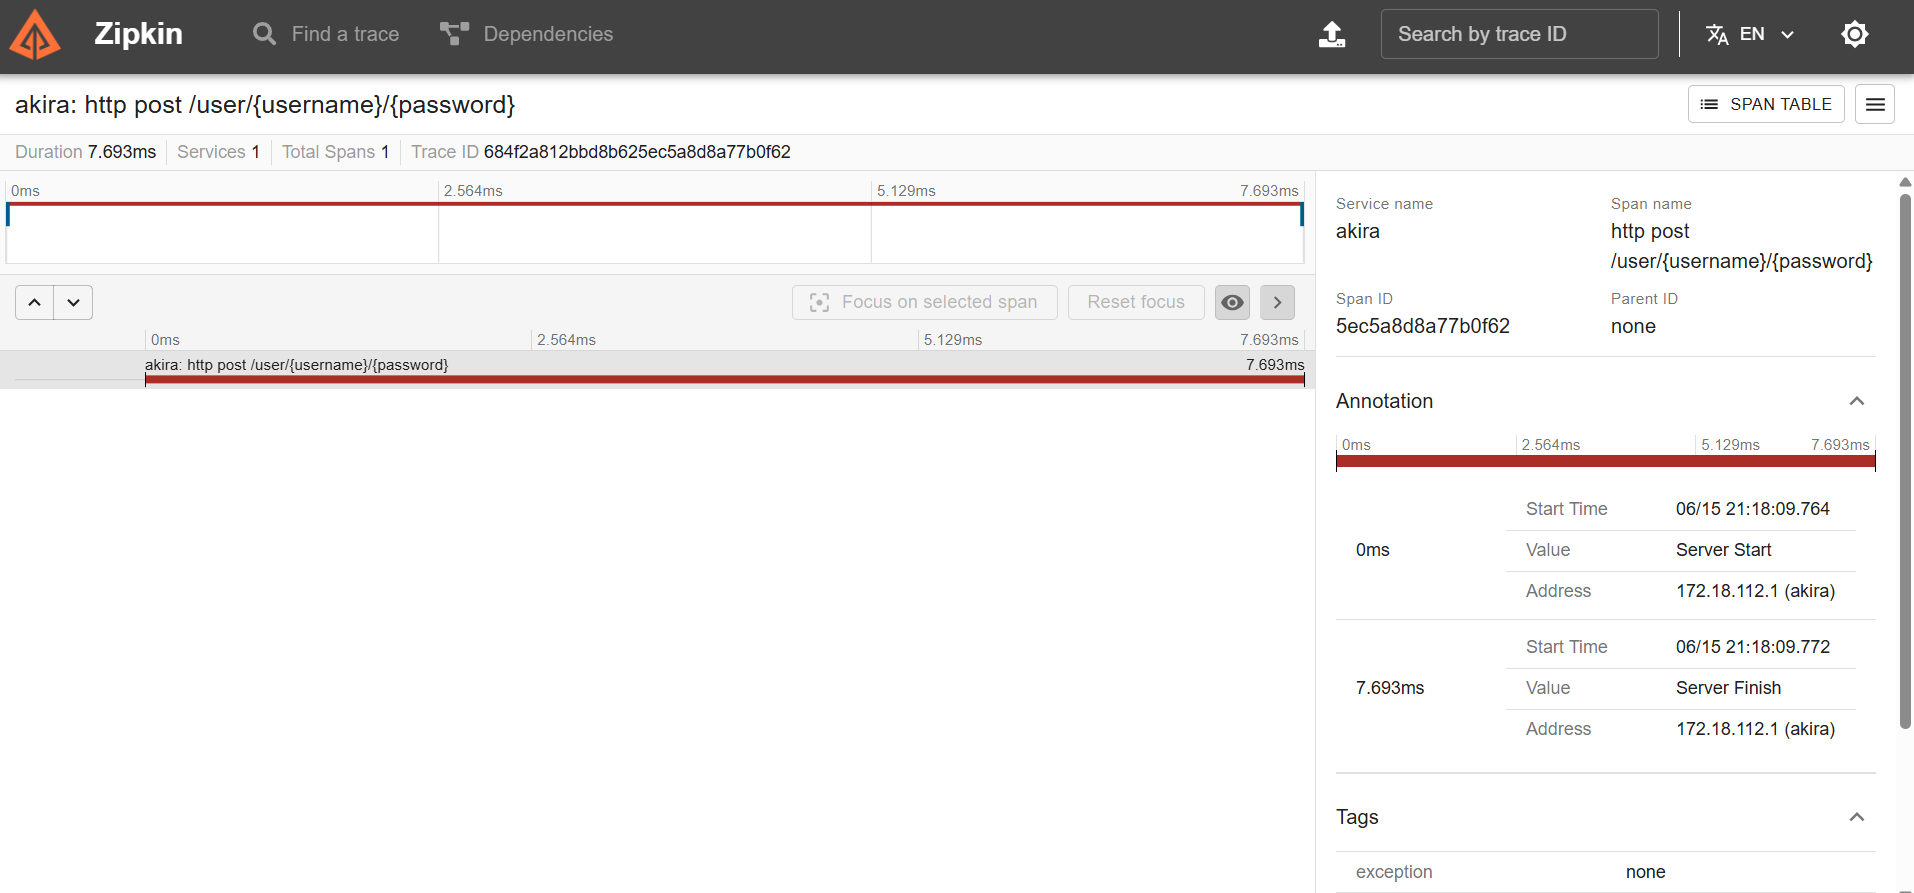 Zipkin Find a trace Dependencies Search by trace ID EN
akira: http post /user/{username}/{password} SPAN TABLE
Duration 7.693ms Services 1 Total Spans 1 Trace ID 684f2a812bbd8b625ec5a8d8a77b0f62
0ms 2.564ms 5.129ms 7.693ms
Focus on selected span Reset focus
0ms 2.564ms 5.129ms 7.693ms
akira: http post /user/{username}/{password} 7.693ms
Service name Span name
akira http post
/user/{username}/{password}
Span ID Parent ID
5ec5a8d8a77b0f62 none
Annotation
0ms 2.564ms 5.129ms 7.693ms
Start Time 06/15 21:18:09.764
0ms Value Server Start
Address 172.18.112.1 (akira)
Start Time 06/15 21:18:09.772
7.693ms Value Server Finish
Address 172.18.112.1 (akira)
Tags
exception none